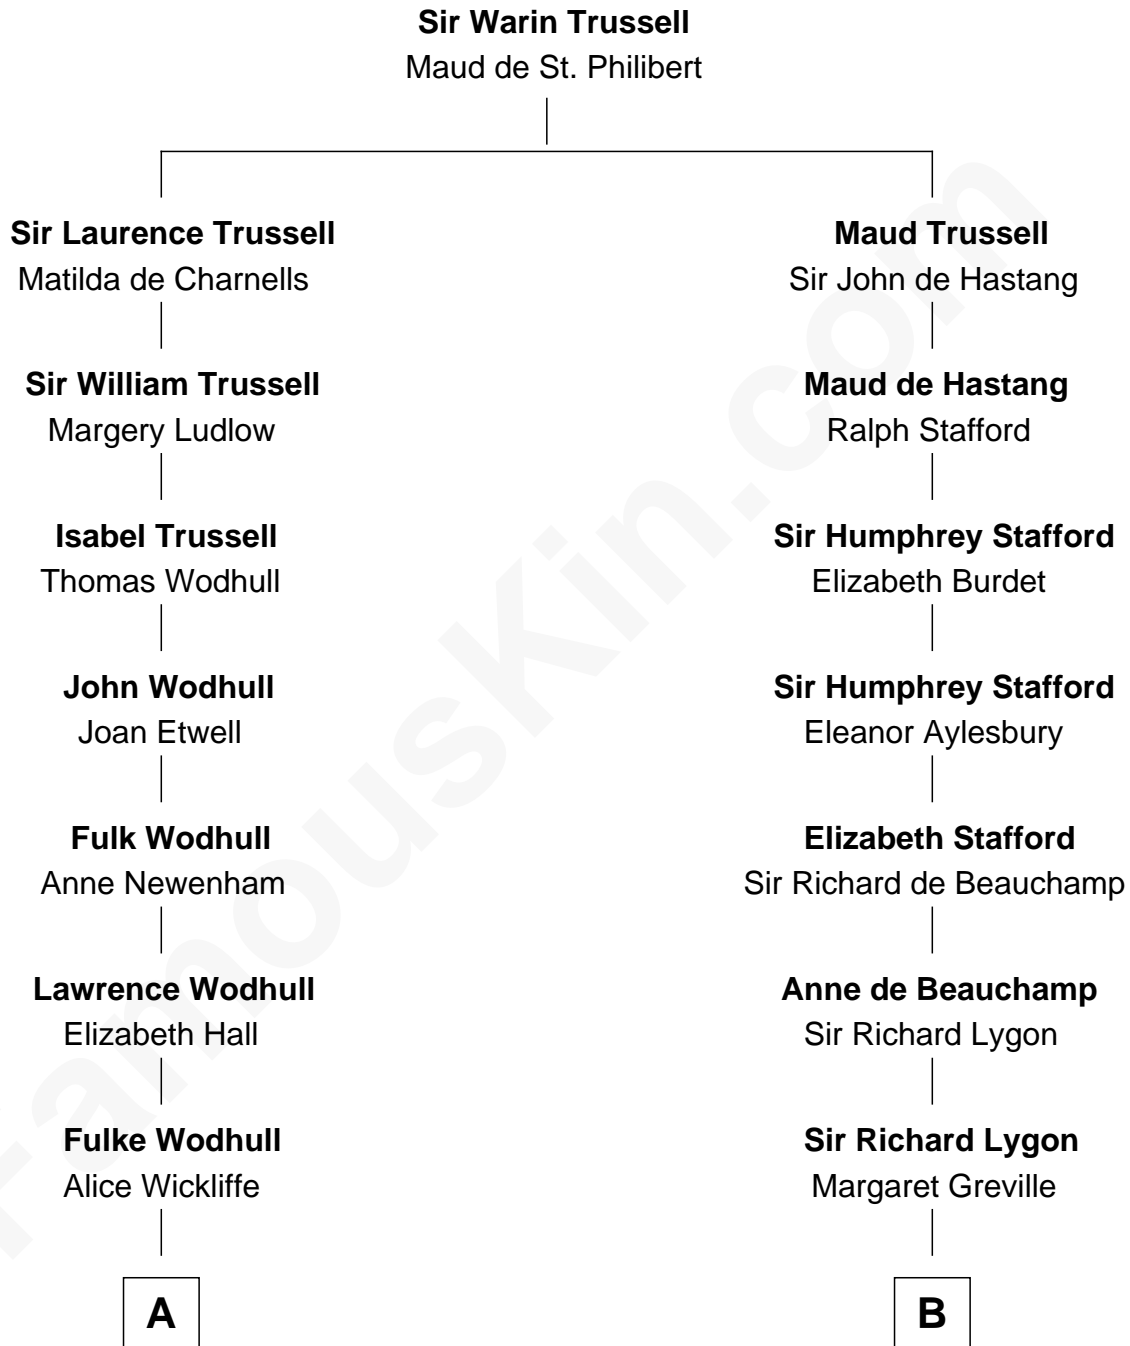 Sir Warin Trussell
Maud de St. Philibert
Sir Laurence Trussell
Matilda de Charnells
Sir William Trussell
Margery Ludlow
Isabel Trussell
Thomas Wodhull
John Wodhull
Joan Etwell
Fulk Wodhull
Anne Newenham
Lawrence Wodhull
Elizabeth Hall
Fulke Wodhull
Alice Wickliffe
A
Maud Trussell
Sir John de Hastang
Maud de Hastang
Ralph Stafford
Sir Humphrey Stafford
Elizabeth Burdet
Sir Humphrey Stafford
Eleanor Aylesbury
Elizabeth Stafford
Sir Richard de Beauchamp
Anne de Beauchamp
Sir Richard Lygon
Sir Richard Lygon
Margaret Greville
B
FamousKin.com